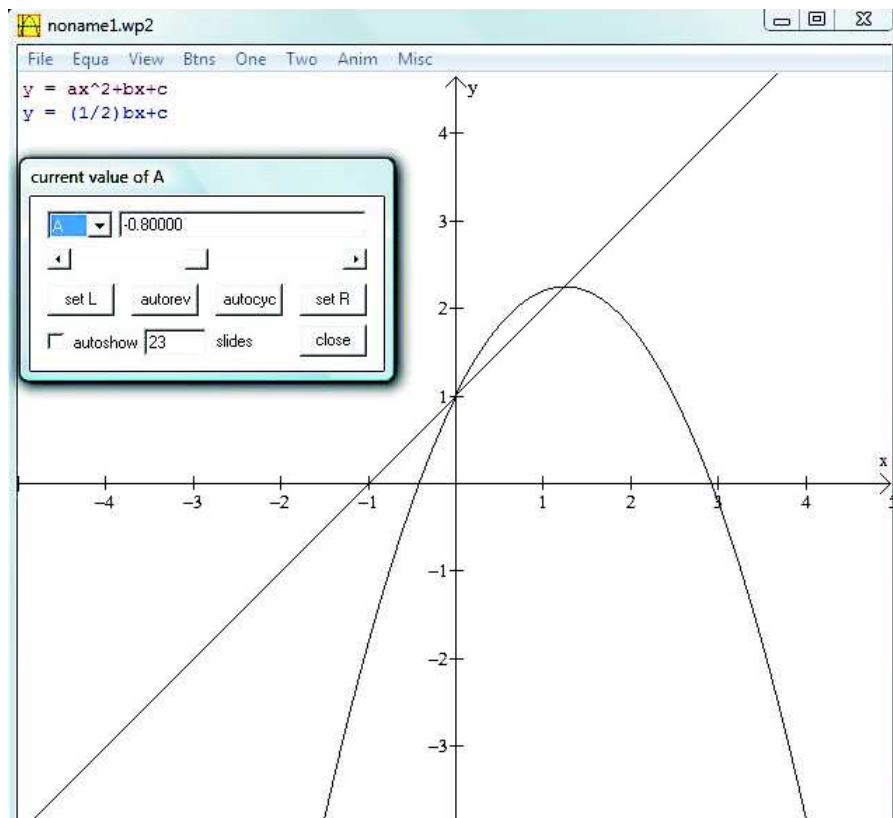 noname1.wp2
File Equa View Btns One Two Anim Misc
y = ax^2+bx+c
y = (1/2)bx+c
current value of A
A -0.80000
set L autorev autocyc set R
autoshow 23 slides close
y
4
3
2
1
x
−4 −3 −2 −1 1 2 3 4 5
−1
−2
−3